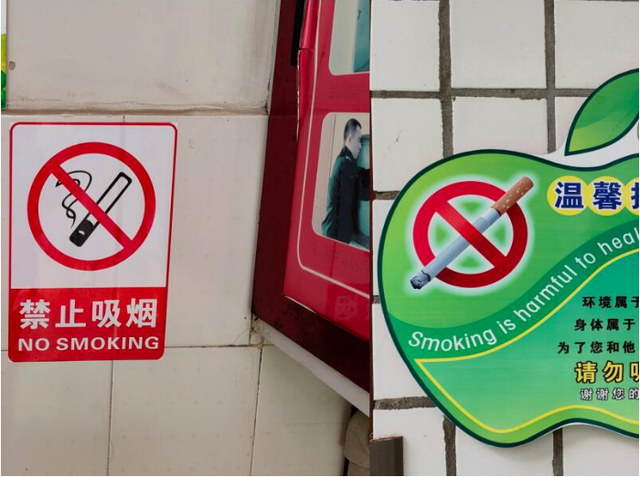 禁止吸烟
NO SMOKING
温馨
Smoking is harmful to heal
环境属于
身体属于
为了您和他
请勿吸
谢谢您的